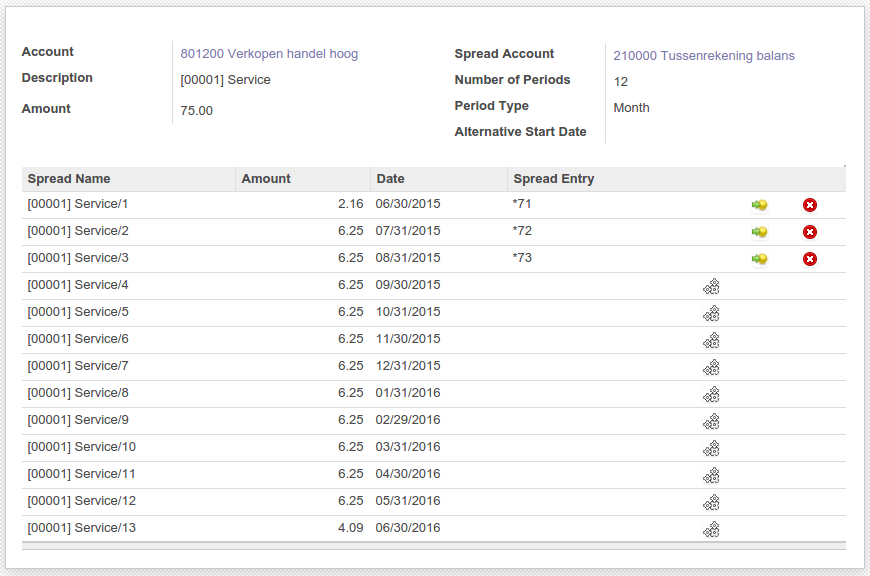 Account 801200 Verkopen handel hoog
Description [00001] Service
Amount 75.00
Spread Account 210000 Tussenrekening balans
Number of Periods 12
Period Type Month
Alternative Start Date
Spread Name Amount Date Spread Entry
[00001] Service/1 2.16 06/30/2015 *71
[00001] Service/2 6.25 07/31/2015 *72
[00001] Service/3 6.25 08/31/2015 *73
[00001] Service/4 6.25 09/30/2015
[00001] Service/5 6.25 10/31/2015
[00001] Service/6 6.25 11/30/2015
[00001] Service/7 6.25 12/31/2015
[00001] Service/8 6.25 01/31/2016
[00001] Service/9 6.25 02/29/2016
[00001] Service/10 6.25 03/31/2016
[00001] Service/11 6.25 04/30/2016
[00001] Service/12 6.25 05/31/2016
[00001] Service/13 4.09 06/30/2016